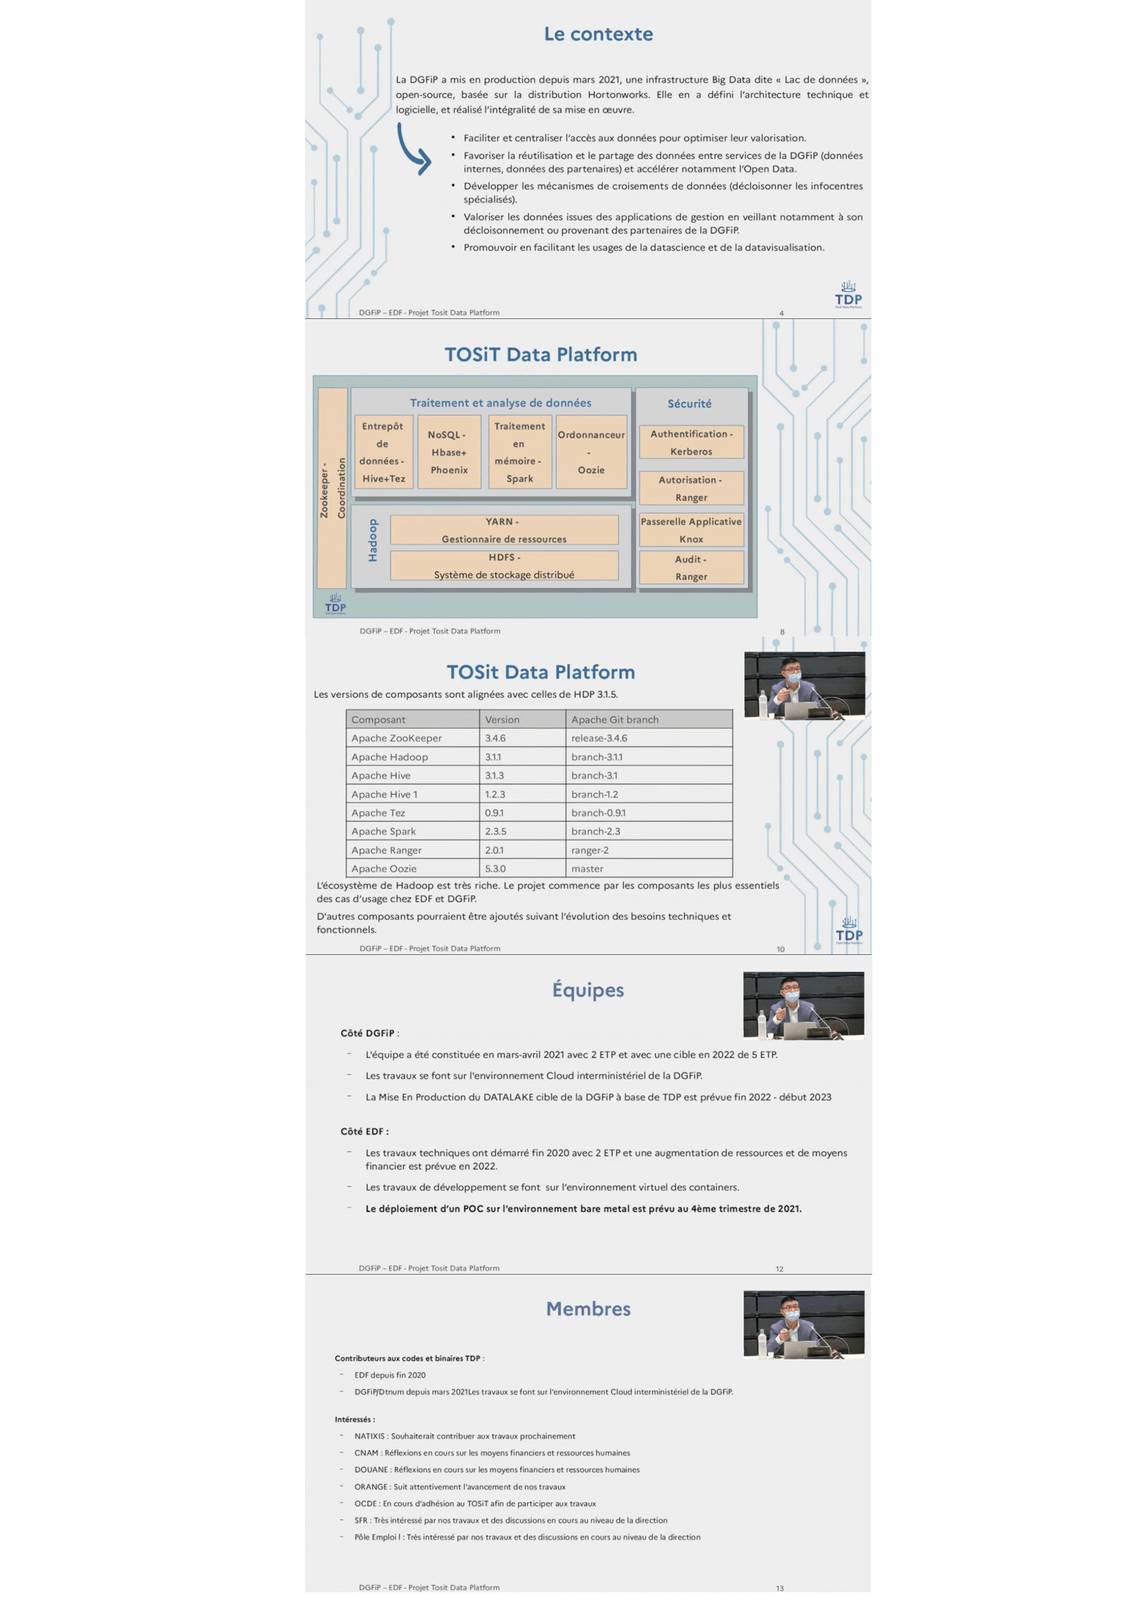 Le contexte
La DGFiP a mis en production depuis mars 2021, une infrastructure Big Data dite « Lac de données »,
open-source, basée sur la distribution Hortonworks. Elle en a défini l'architecture technique et
logicielle, et réalisé l'intégralité de sa mise en œuvre.
• Faciliter et centraliser l'accès aux données pour optimiser leur valorisation.
• Favoriser la réutilisation et le partage des données entre services de la DGFiP (données
internes, données des partenaires) et accélérer notamment l'Open Data.
• Développer les mécanismes de croisements de données (décloisonner les infocentres
spécialisés).
• Valoriser les données issues des applications de gestion en veillant notamment à son
décloisonnement ou provenant des partenaires de la DGFiP.
• Promouvoir en facilitant les usages de la datascience et de la datavisualisation.
TDP
DGFiP – EDF - Projet Tosit Data Platform
4
TOSiT Data Platform
Zookeeper -
Coordination
Traitement et analyse de données
Entrepôt
de
données -
Hive+Tez
NoSQL -
Hbase+
Phoenix
Traitement
en
mémoire -
Spark
Ordonnanceur
-
Oozie
Hadoop
YARN -
Gestionnaire de ressources
HDFS -
Système de stockage distribué
Sécurité
Authentification -
Kerberos
Autorisation -
Ranger
Passerelle Applicative
Knox
Audit -
Ranger
TDP
DGFiP – EDF - Projet Tosit Data Platform
8
TOSit Data Platform
Les versions de composants sont alignées avec celles de HDP 3.1.5.
Composant Version Apache Git branch
Apache ZooKeeper 3.4.6 release-3.4.6
Apache Hadoop 3.1.1 branch-3.1.1
Apache Hive 3.1.3 branch-3.1
Apache Hive 1 1.2.3 branch-1.2
Apache Tez 0.9.1 branch-0.9.1
Apache Spark 2.3.5 branch-2.3
Apache Ranger 2.0.1 ranger-2
Apache Oozie 5.3.0 master
L'écosystème de Hadoop est très riche. Le projet commence par les composants les plus essentiels
des cas d'usage chez EDF et DGFiP.
D'autres composants pourraient être ajoutés suivant l'évolution des besoins techniques et
fonctionnels.
TDP
DGFiP – EDF - Projet Tosit Data Platform
10
Équipes
Côté DGFiP :
– L'équipe a été constituée en mars-avril 2021 avec 2 ETP et avec une cible en 2022 de 5 ETP.
– Les travaux se font sur l'environnement Cloud interministériel de la DGFiP.
– La Mise En Production du DATALAKE cible de la DGFiP à base de TDP est prévue fin 2022 - début 2023
Côté EDF :
– Les travaux techniques ont démarré fin 2020 avec 2 ETP et une augmentation de ressources et de moyens
financier est prévue en 2022.
– Les travaux de développement se font sur l'environnement virtuel des containers.
– Le déploiement d'un POC sur l'environnement bare metal est prévu au 4ème trimestre de 2021.
DGFiP – EDF - Projet Tosit Data Platform
12
Membres
Contributeurs aux codes et binaires TDP :
– EDF depuis fin 2020
– DGFiP/Dtnum depuis mars 2021Les travaux se font sur l'environnement Cloud interministériel de la DGFiP.
Intéressés :
– NATIXIS : Souhaiterait contribuer aux travaux prochainement
– CNAM : Réflexions en cours sur les moyens financiers et ressources humaines
– DOUANE : Réflexions en cours sur les moyens financiers et ressources humaines
– ORANGE : Suit attentivement l'avancement de nos travaux
– OCDE : En cours d'adhésion au TOSiT afin de participer aux travaux
– SFR : Très intéressé par nos travaux et des discussions en cours au niveau de la direction
– Pôle Emploi l : Très intéressé par nos travaux et des discussions en cours au niveau de la direction
DGFiP – EDF - Projet Tosit Data Platform
13